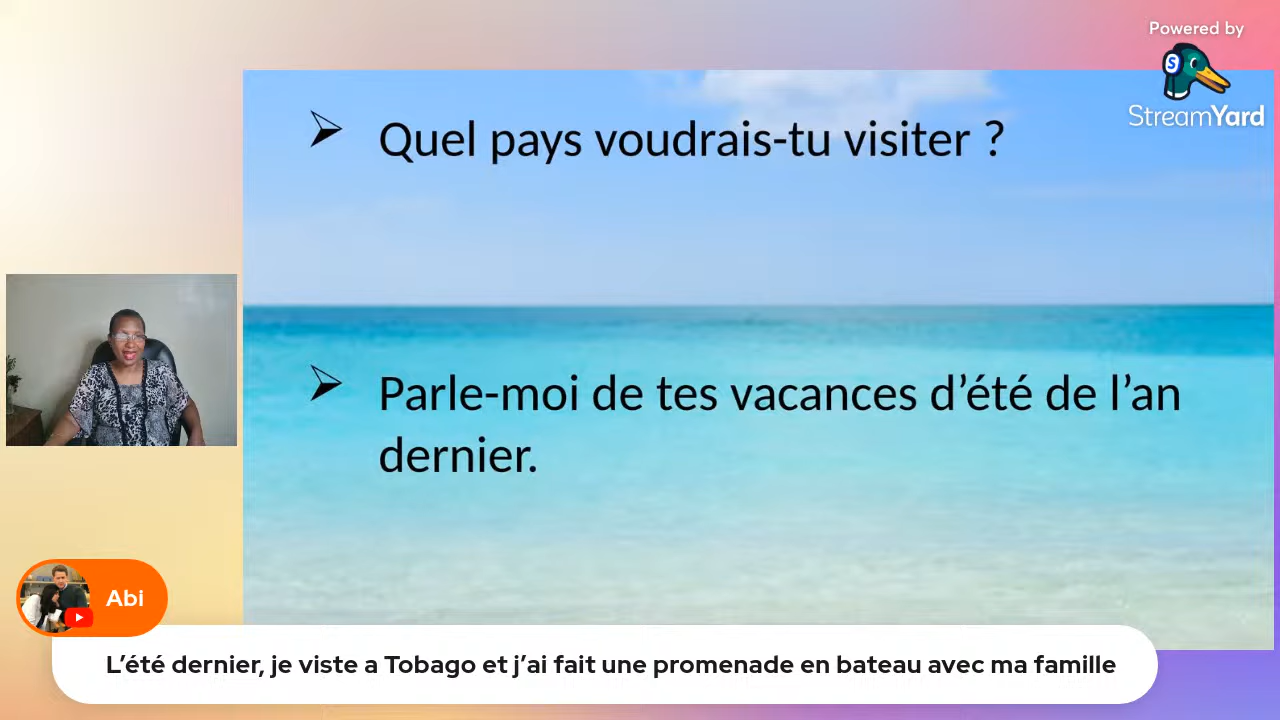 Powered by
StreamYard
Quel pays voudrais-tu visiter ?
Parle-moi de tes vacances d’été de l’an
dernier.
Abi
L’été dernier, je viste a Tobago et j’ai fait une promenade en bateau avec ma famille